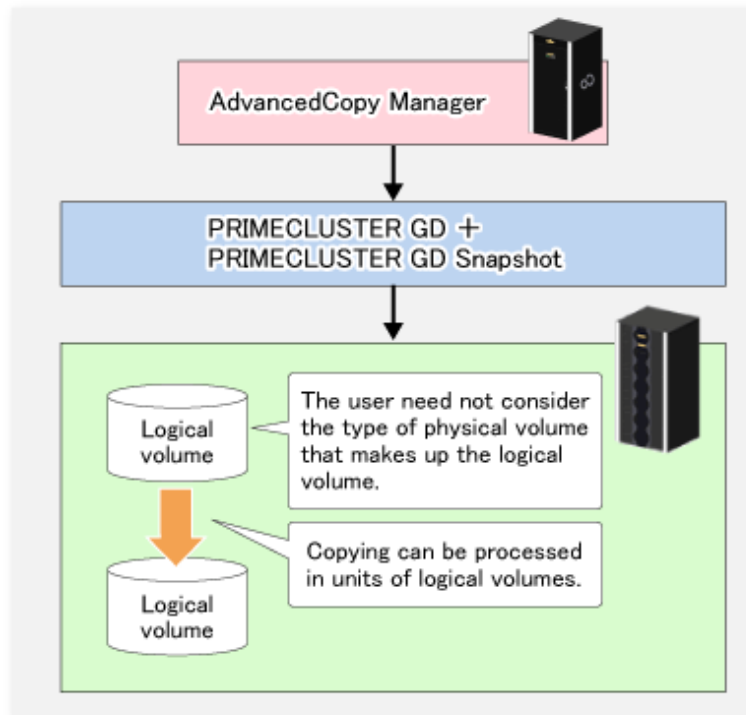 AdvancedCopy Manager
PRIMECLUSTER GD +
PRIMECLUSTER GD Snapshot
Logical
volume
The user need not consider
the type of physical volume
that makes up the logical
volume.
Copying can be processed
in units of logical volumes.
Logical
volume